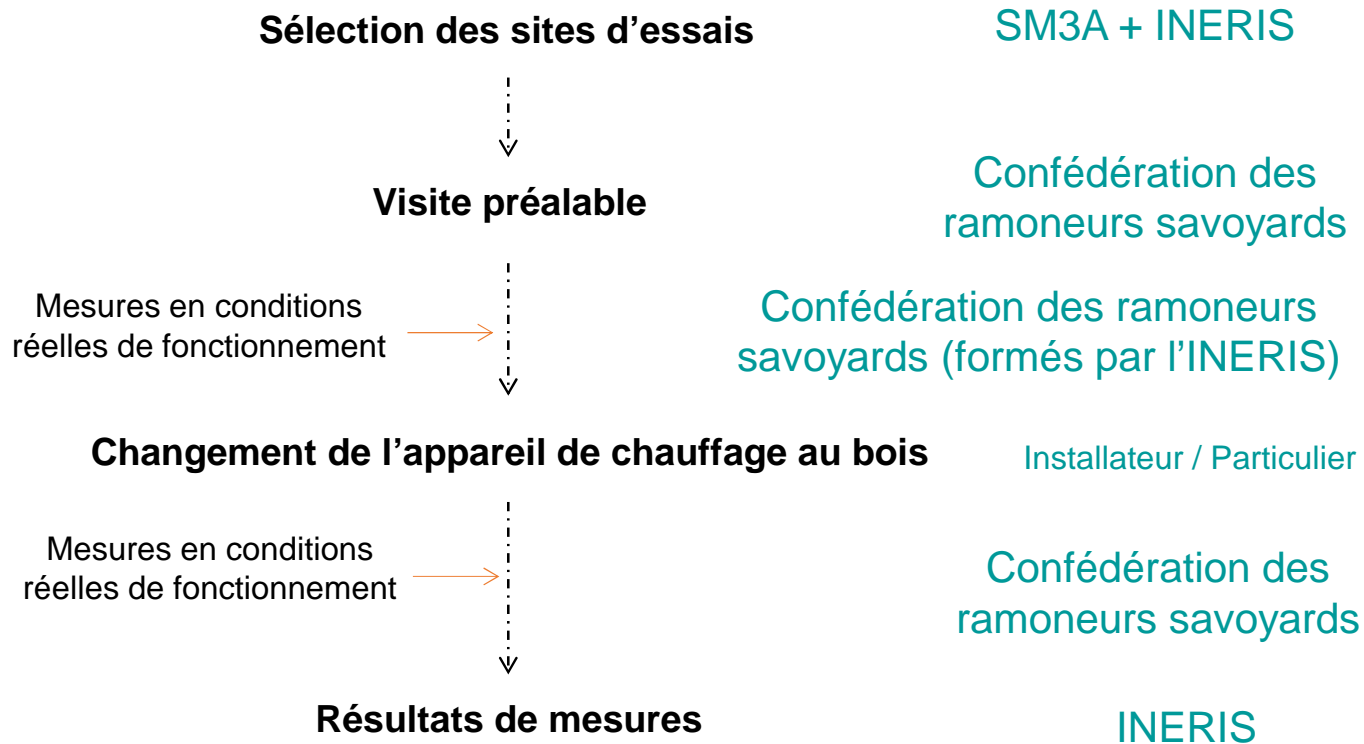 Sélection des sites d'essais
SM3A + INERIS
Visite préalable
Confédération des
ramoneurs savoyards
Mesures en conditions
réelles de fonctionnement
Confédération des ramoneurs
savoyards (formés par l'INERIS)
Changement de l'appareil de chauffage au bois
Installateur / Particulier
Mesures en conditions
réelles de fonctionnement
Confédération des
ramoneurs savoyards
Résultats de mesures
INERIS